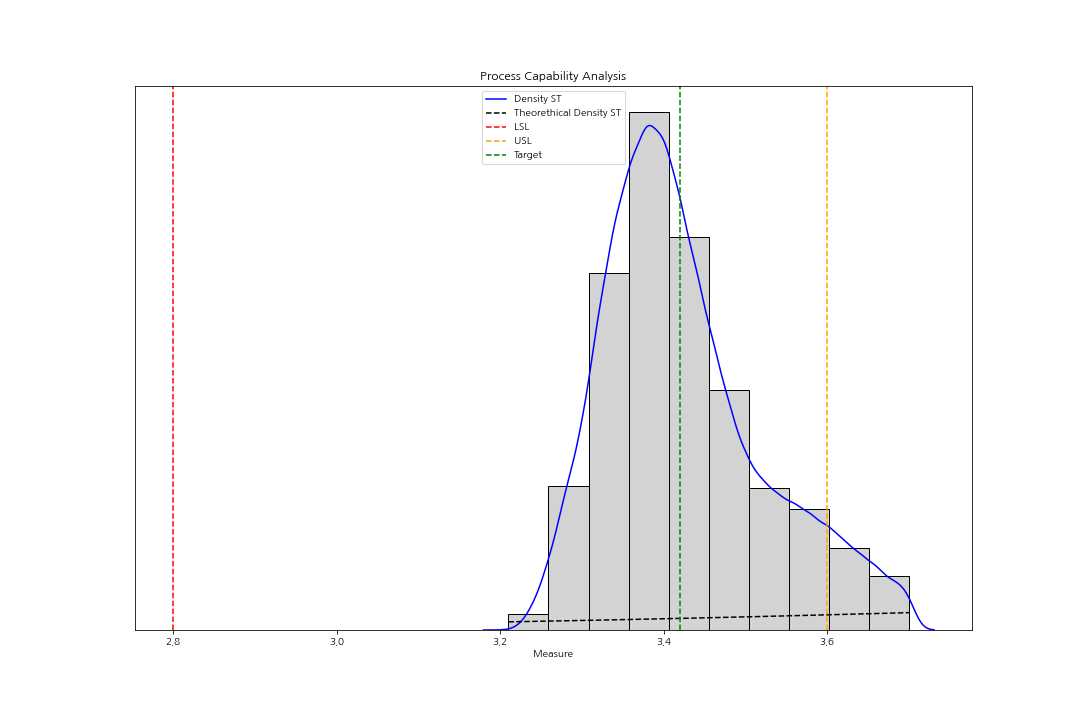 Process Capability Analysis
Density ST
Theorethical Density ST
LSL
USL
Target
2,8
3,0
3,2
3,4
3,6
Measure